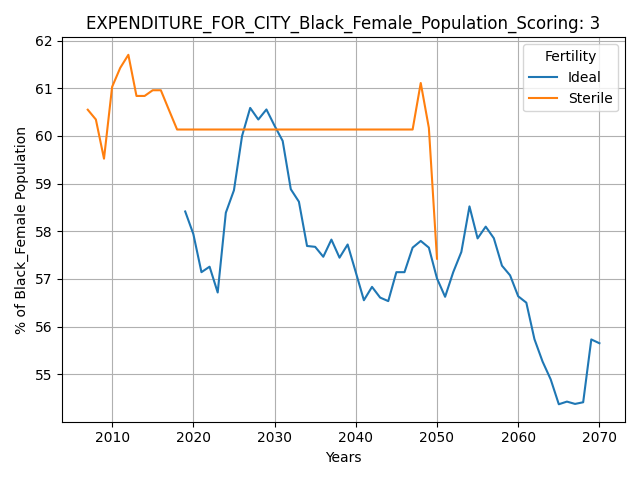 EXPENDITURE_FOR_CITY_Black_Female_Population_Scoring: 3
Fertility
Ideal
Sterile
% of Black_Female Population
62
61
60
59
58
57
56
55
2010 2020 2030 2040 2050 2060 2070
Years